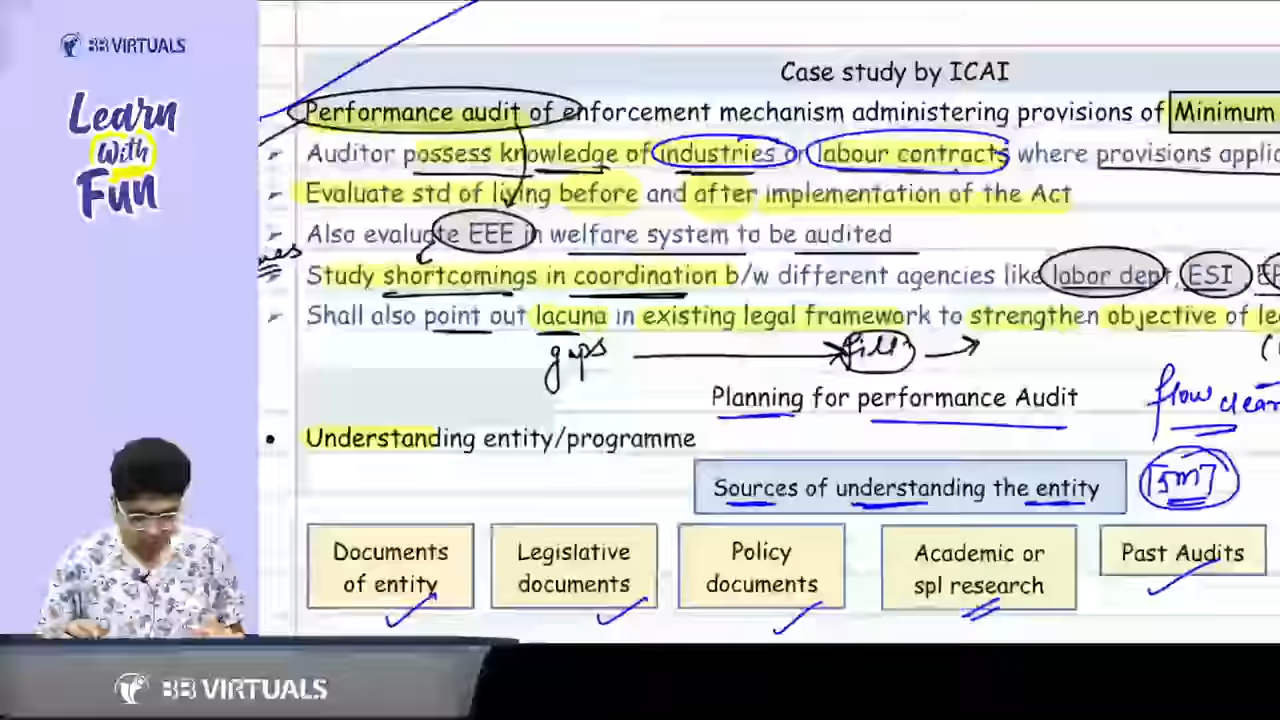 BB VIRTUALS
Learn
With
Fun
Case study by ICAI
Performance audit of enforcement mechanism administering provisions of Minimum
Auditor possess knowledge of industries or labour contracts where provisions applic
Evaluate std of living before and after implementation of the Act
Also evaluate EEE in welfare system to be audited
Study shortcomings in coordination b/w different agencies like labor dept, ESI
Shall also point out lacuna in existing legal framework to strengthen objective of le
gaps fill
Planning for performance Audit
flow clear
• Understanding entity/programme
Sources of understanding the entity
[5m]
Documents of entity
Legislative documents
Policy documents
Academic or spl research
Past Audits
BB VIRTUALS